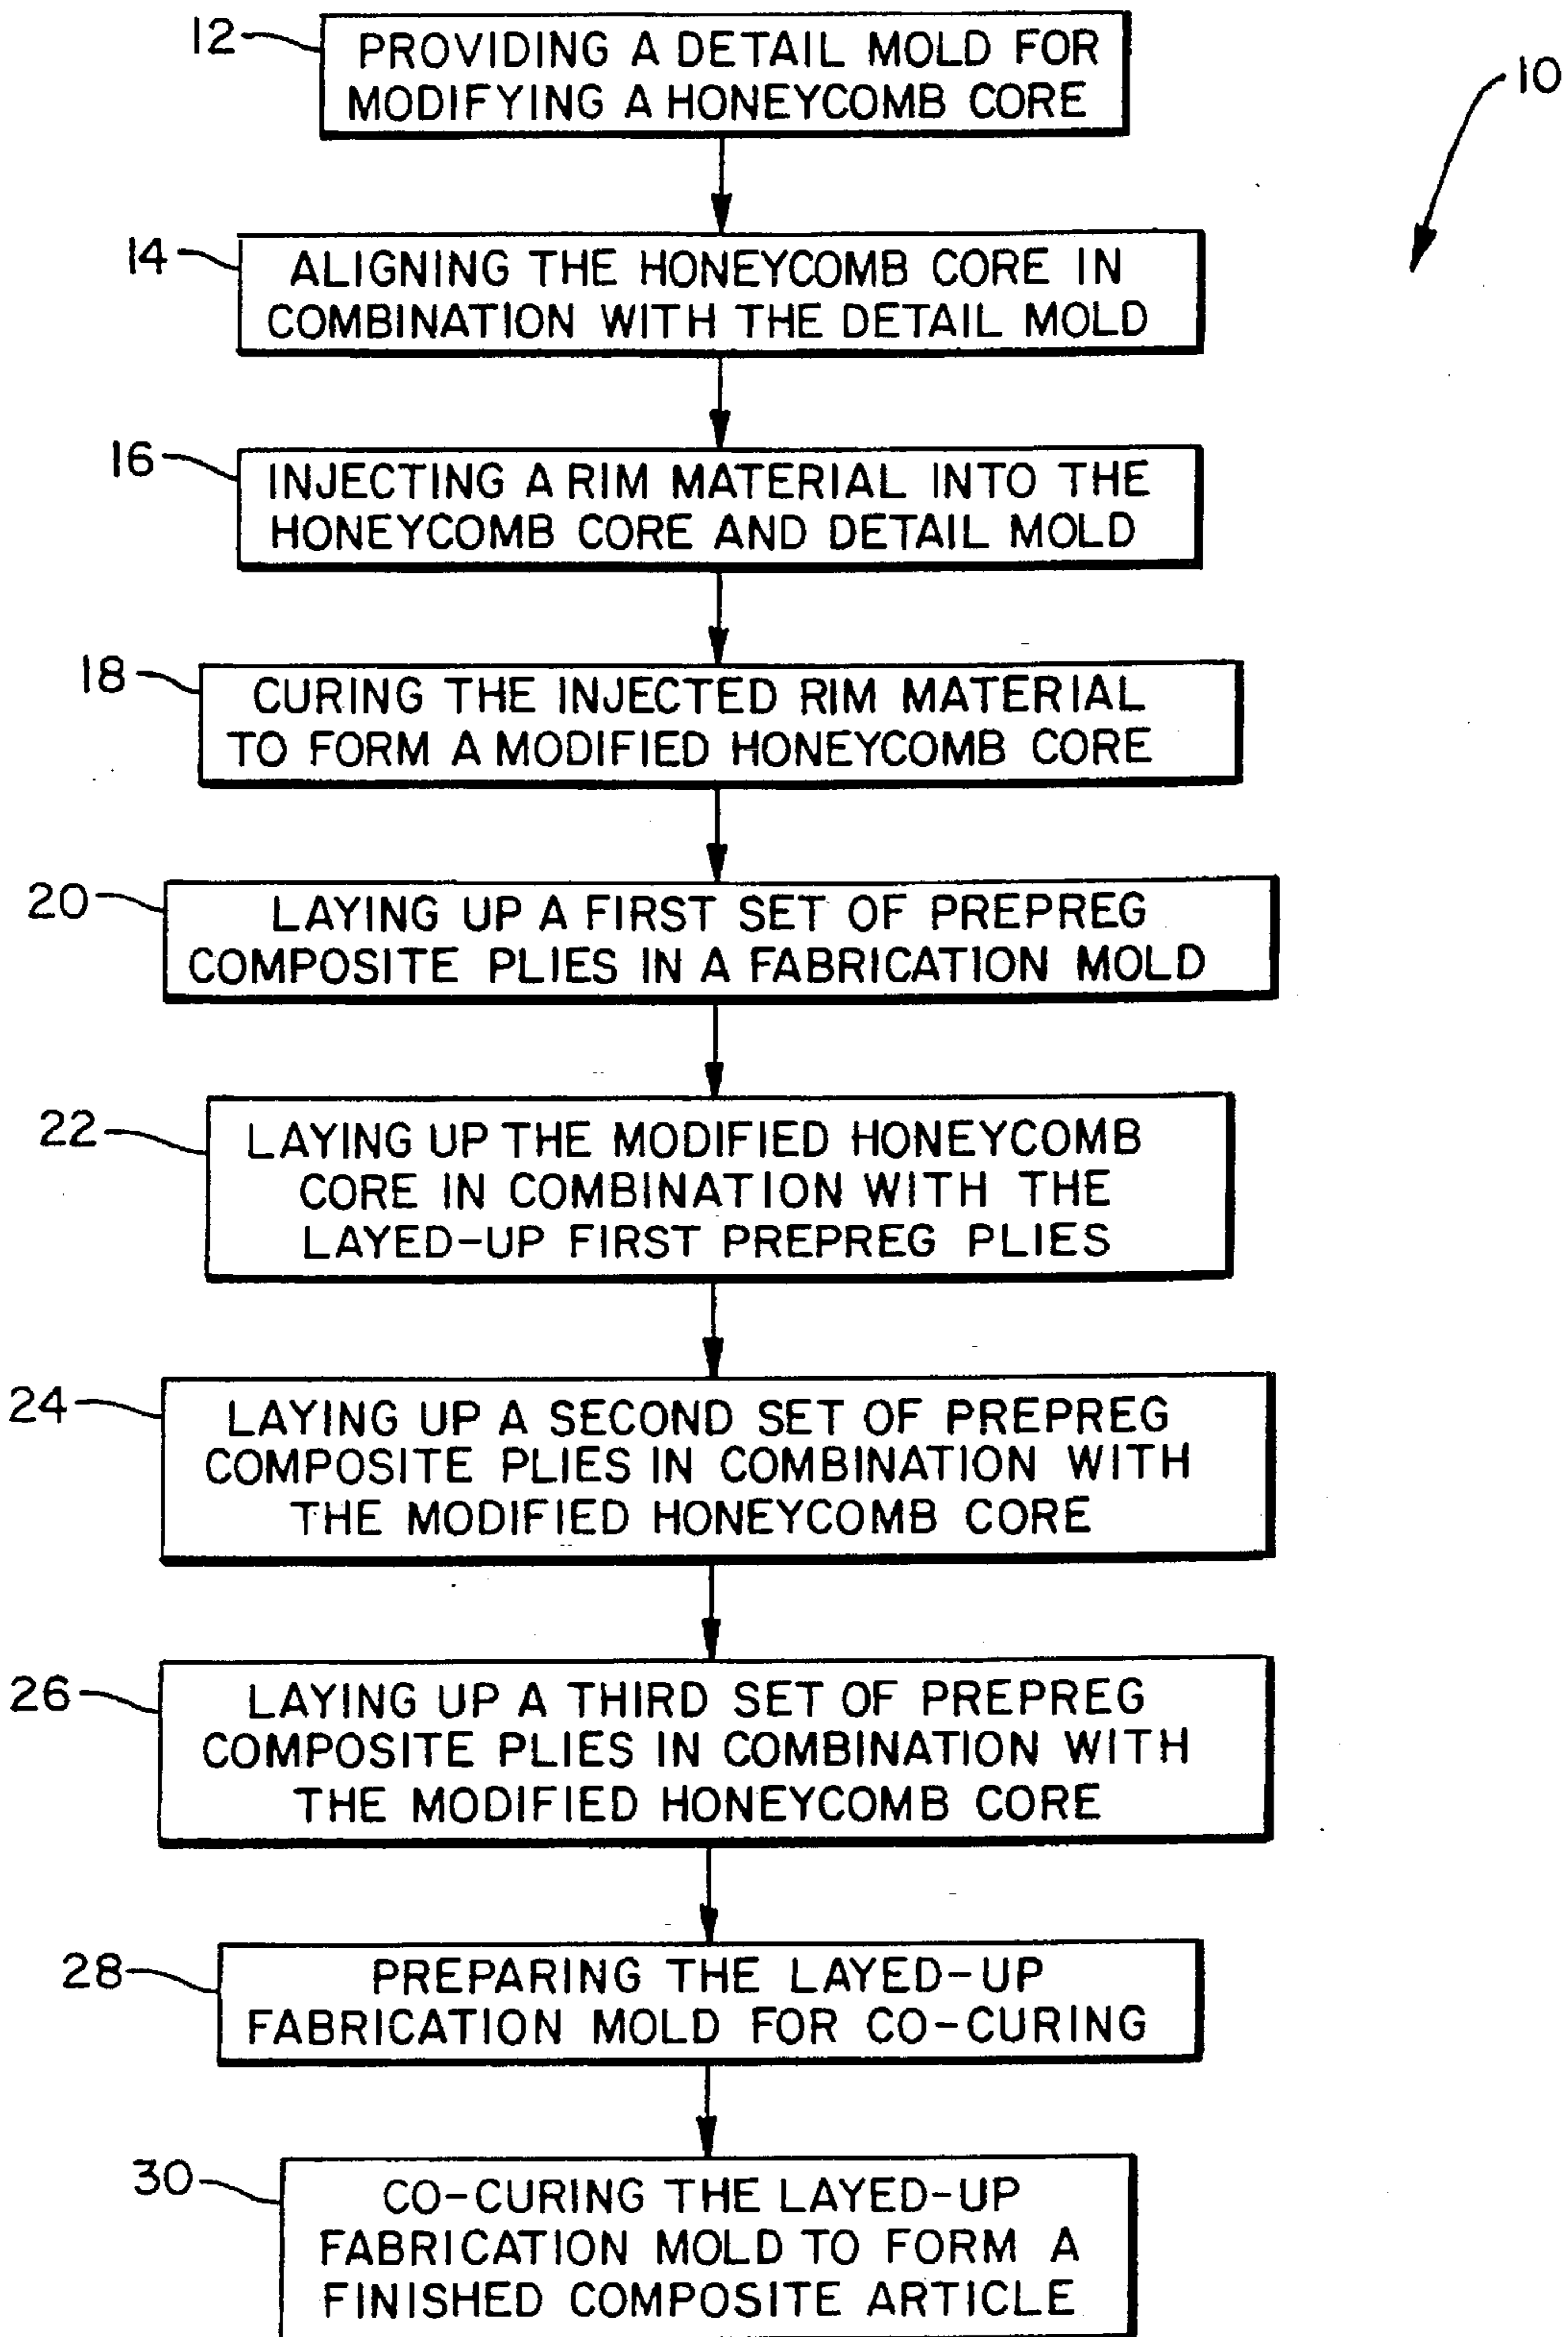 12
PROVIDING A DETAIL MOLD FOR
MODIFYING A HONEYCOMB CORE
10
14
ALIGNING THE HONEYCOMB CORE IN
COMBINATION WITH THE DETAIL MOLD
16
INJECTING A RIM MATERIAL INTO THE
HONEYCOMB CORE AND DETAIL MOLD
18
CURING THE INJECTED RIM MATERIAL
TO FORM A MODIFIED HONEYCOMB CORE
20
LAYING UP A FIRST SET OF PREPREG
COMPOSITE PLIES IN A FABRICATION MOLD
22
LAYING UP THE MODIFIED HONEYCOMB
CORE IN COMBINATION WITH THE
LAYED-UP FIRST PREPREG PLIES
24
LAYING UP A SECOND SET OF PREPREG
COMPOSITE PLIES IN COMBINATION WITH
THE MODIFIED HONEYCOMB CORE
26
LAYING UP A THIRD SET OF PREPREG
COMPOSITE PLIES IN COMBINATION WITH
THE MODIFIED HONEYCOMB CORE
28
PREPARING THE LAYED-UP
FABRICATION MOLD FOR CO-CURING
30
CO-CURING THE LAYED-UP
FABRICATION MOLD TO FORM A
FINISHED COMPOSITE ARTICLE